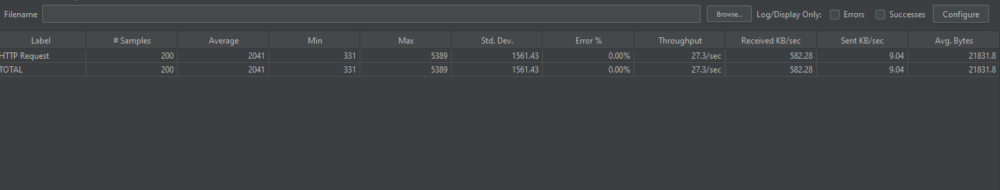 Filename Browse... Log/Display Only: Errors Successes Configure
Label # Samples Average Min Max Std. Dev. Error % Throughput Received KB/sec Sent KB/sec Avg. Bytes
HTTP Request 200 2041 331 5389 1561.43 0.00% 27.3/sec 582.28 9.04 21831.8
TOTAL 200 2041 331 5389 1561.43 0.00% 27.3/sec 582.28 9.04 21831.8